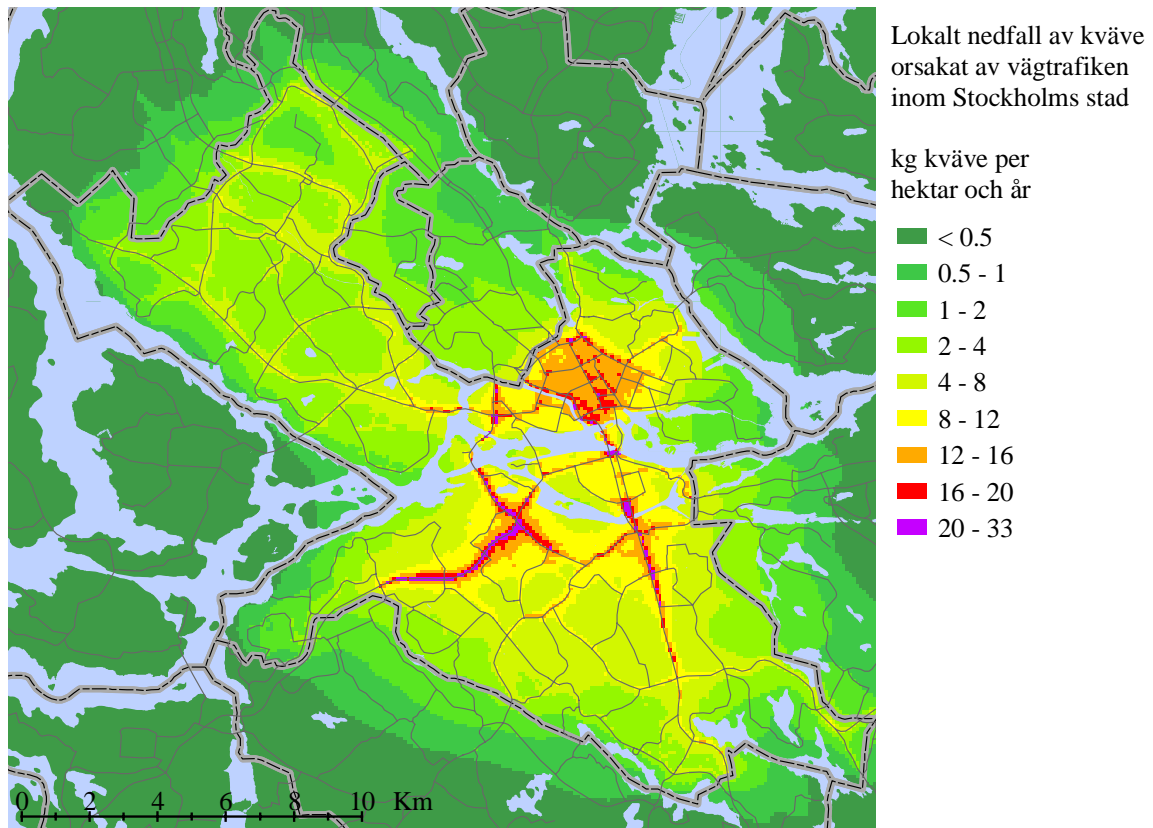 Lokalt nedfall av kväve
orsakat av vägtrafiken
inom Stockholms stad
kg kväve per
hektar och år
< 0.5
0.5 - 1
1 - 2
2 - 4
4 - 8
8 - 12
12 - 16
16 - 20
20 - 33
0 2 4 6 8 10 Km